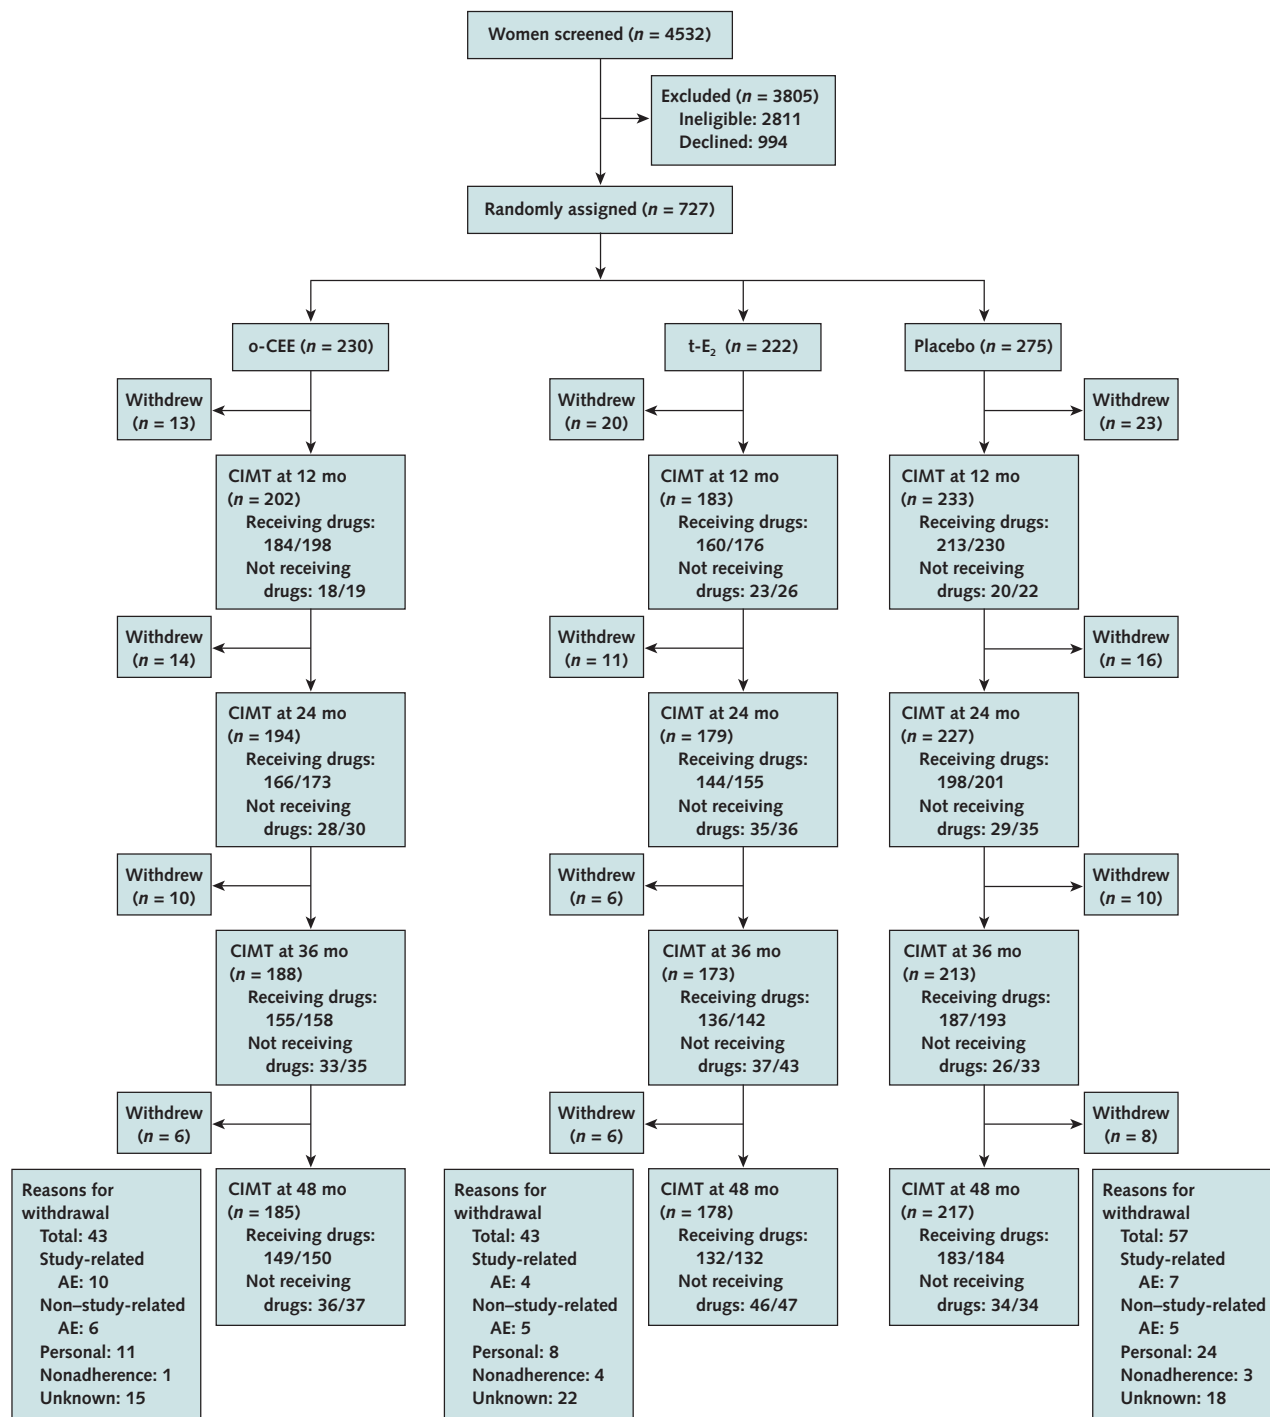 Women screened (n = 4532)
Excluded (n = 3805)
Ineligible: 2811
Declined: 994
Randomly assigned (n = 727)
o-CEE (n = 230)
t-E₂ (n = 222)
Placebo (n = 275)
Withdrew
(n = 13)
Withdrew
(n = 20)
Withdrew
(n = 23)
CIMT at 12 mo
(n = 202)
Receiving drugs:
184/198
Not receiving
drugs: 18/19
CIMT at 12 mo
(n = 183)
Receiving drugs:
160/176
Not receiving
drugs: 23/26
CIMT at 12 mo
(n = 233)
Receiving drugs:
213/230
Not receiving
drugs: 20/22
Withdrew
(n = 14)
Withdrew
(n = 11)
Withdrew
(n = 16)
CIMT at 24 mo
(n = 194)
Receiving drugs:
166/173
Not receiving
drugs: 28/30
CIMT at 24 mo
(n = 179)
Receiving drugs:
144/155
Not receiving
drugs: 35/36
CIMT at 24 mo
(n = 227)
Receiving drugs:
198/201
Not receiving
drugs: 29/35
Withdrew
(n = 10)
Withdrew
(n = 6)
Withdrew
(n = 10)
CIMT at 36 mo
(n = 188)
Receiving drugs:
155/158
Not receiving
drugs: 33/35
CIMT at 36 mo
(n = 173)
Receiving drugs:
136/142
Not receiving
drugs: 37/43
CIMT at 36 mo
(n = 213)
Receiving drugs:
187/193
Not receiving
drugs: 26/33
Withdrew
(n = 6)
Withdrew
(n = 6)
Withdrew
(n = 8)
Reasons for
withdrawal
Total: 43
Study-related
AE: 10
Non–study-related
AE: 6
Personal: 11
Nonadherence: 1
Unknown: 15
CIMT at 48 mo
(n = 185)
Receiving drugs:
149/150
Not receiving
drugs: 36/37
Reasons for
withdrawal
Total: 43
Study-related
AE: 4
Non–study-related
AE: 5
Personal: 8
Nonadherence: 4
Unknown: 22
CIMT at 48 mo
(n = 178)
Receiving drugs:
132/132
Not receiving
drugs: 46/47
CIMT at 48 mo
(n = 217)
Receiving drugs:
183/184
Not receiving
drugs: 34/34
Reasons for
withdrawal
Total: 57
Study-related
AE: 7
Non–study-related
AE: 5
Personal: 24
Nonadherence: 3
Unknown: 18